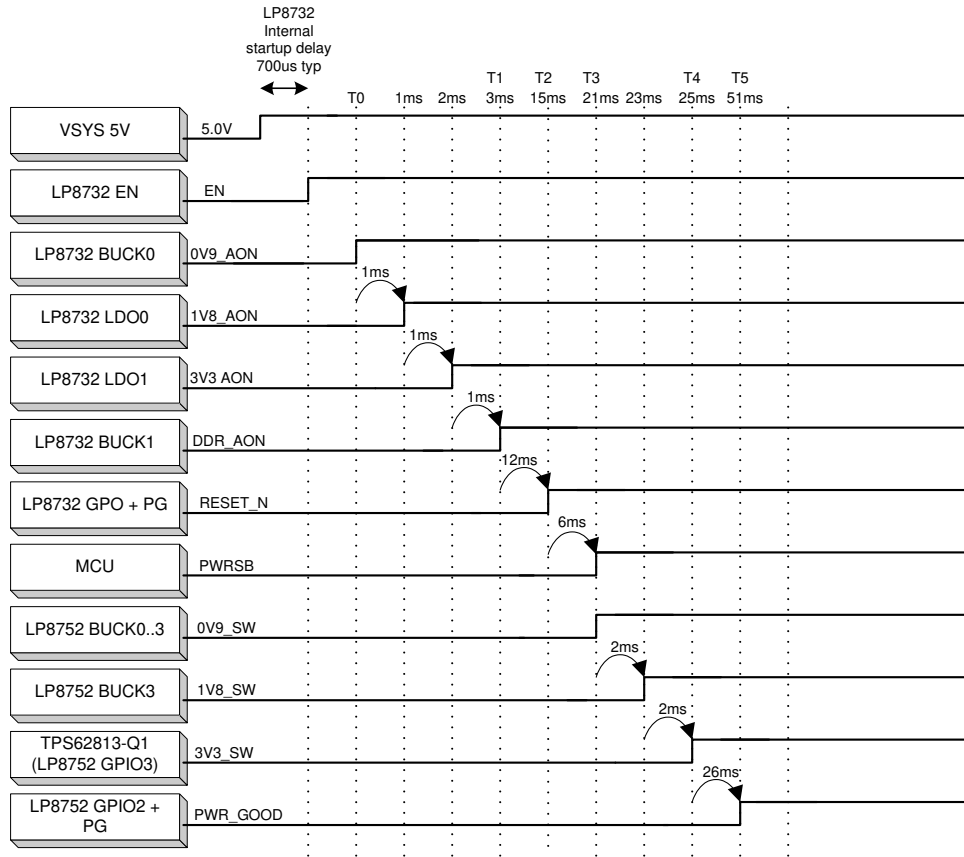 LP8732
Internal
startup delay
700us typ
T1 T2 T3 T4 T5
T0 1ms 2ms 3ms 15ms 21ms 23ms 25ms 51ms
VSYS 5V 5.0V
LP8732 EN EN
LP8732 BUCK0 0V9_AON
1ms
LP8732 LDO0 1V8_AON
1ms
LP8732 LDO1 3V3 AON
1ms
LP8732 BUCK1 DDR_AON
12ms
LP8732 GPO + PG RESET_N
6ms
MCU PWRSB
LP8752 BUCK0..3 0V9_SW
2ms
LP8752 BUCK3 1V8_SW
2ms
TPS62813-Q1
(LP8752 GPIO3) 3V3_SW
26ms
LP8752 GPIO2 +
PG PWR_GOOD